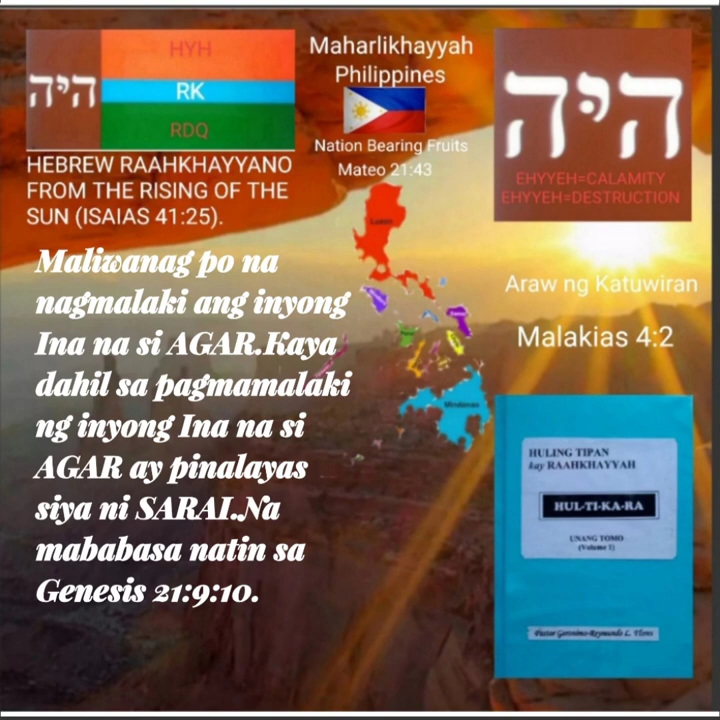 HYH
היה
RK
RDQ
HEBREW RAAHKHAYYANO
FROM THE RISING OF THE
SUN (ISAIAS 41:25).
Maharlikhayyah
Philippines
Nation Bearing Fruits
Mateo 21:43
היה
EHYYEH=CALAMITY
EHYYEH=DESTRUCTION
Luzon
Mindanao
Araw ng Katuwiran
Malakias 4:2
Maliwanag po na
nagmalaki ang inyong
Ina na si AGAR.Kaya
dahil sa pagmamalaki
ng inyong Ina na si
AGAR ay pinalayas
siya ni SARAI.Na
mababasa natin sa
Genesis 21:9:10.
HULING TIPAN
kay RAAHKHAYYAH
HUL-TI-KA-RA
UNANG TOMO
(Volume 1)
Pastor Geronimo-Reymundo L.